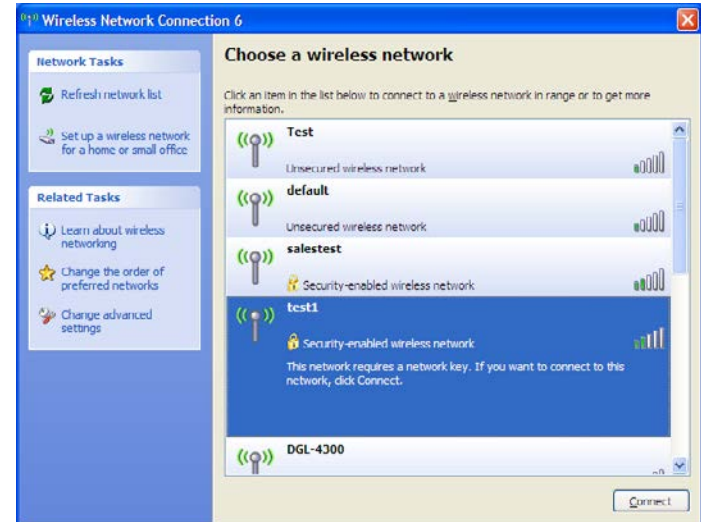 Wireless Network Connection 6
Network Tasks
Refresh network list
Set up a wireless network
for a home or small office
Related Tasks
Learn about wireless
networking
Change the order of
preferred networks
Change advanced
settings
Choose a wireless network
Click an item in the list below to connect to a wireless network in range or to get more
information.
Test
Unsecured wireless network
default
Unsecured wireless network
salestest
Security-enabled wireless network
test1
Security-enabled wireless network
This network requires a network key. If you want to connect to this
network, click Connect.
DGL-4300
Connect